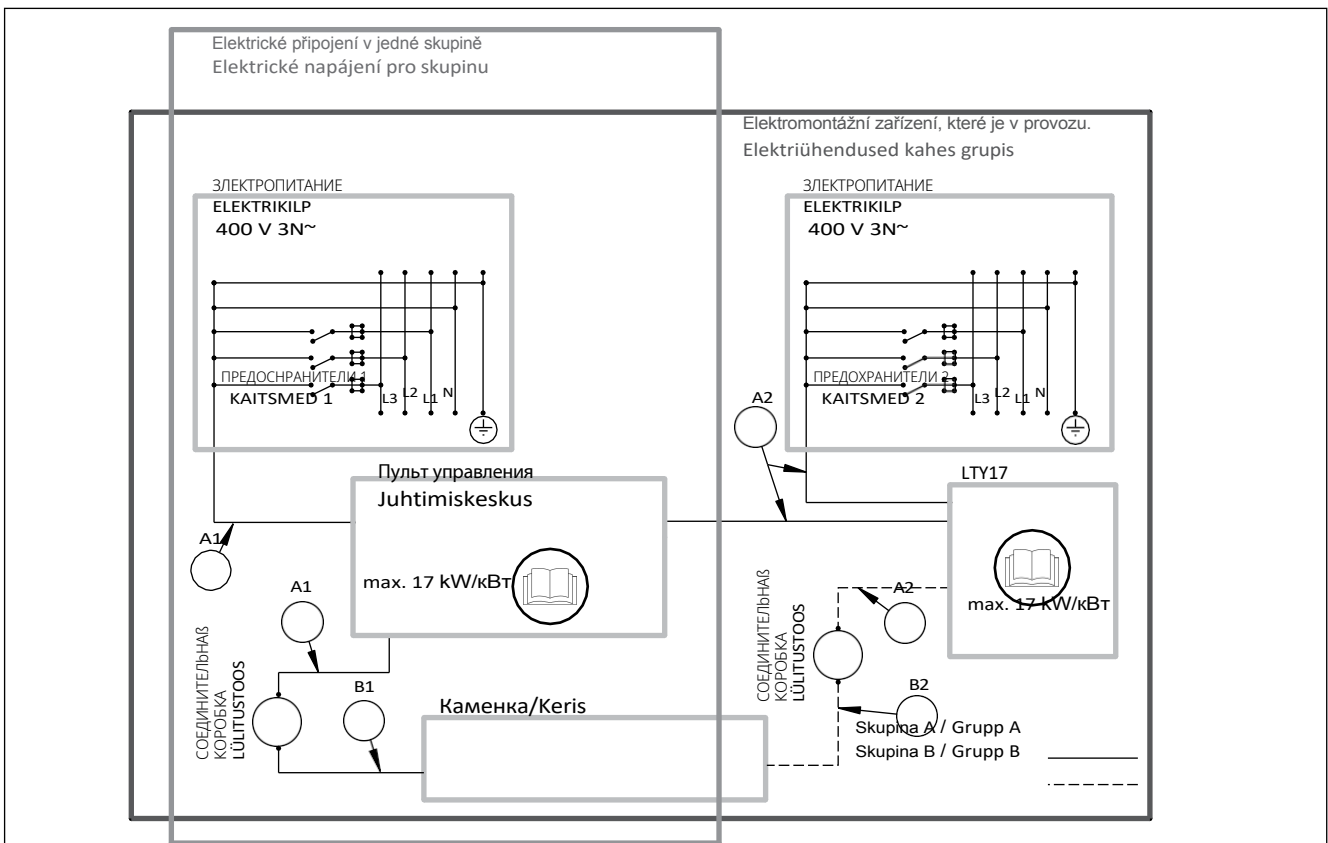 Elektrické připojení v jedné skupině
Elektrické napájení pro skupinu
Elektromontážní zařízení, které je v provozu.
Elektriühendused kahes grupis
ЗЛЕКТРОПИТАНИЕ
ELEKTRIKILP
400 V 3N~
ЗЛЕКТРОПИТАНИЕ
ELEKTRIKILP
400 V 3N~
ПРЕДОСНРАНИТЕЛИ 1
KAITSMED 1
L3
L2
L1
N
ПРЕДОХРАНИТЕЛИ 2
KAITSMED 2
L3
L2
L1
N
A2
Пульт управления
Juhtimiskeskus
max. 17 kW/кВт
LTY17
max. 17 kW/кВт
A1
A1
A2
СОЕДИНИТЕЛЬНАß
КОРОБКА
LÜLITUSTOOS
B1
Каменка/Keris
СОЕДИНИТЕЛЬНАß
КОРОБКА
LÜLITUSTOOS
B2
Skupina A / Grupp A
Skupina B / Grupp B